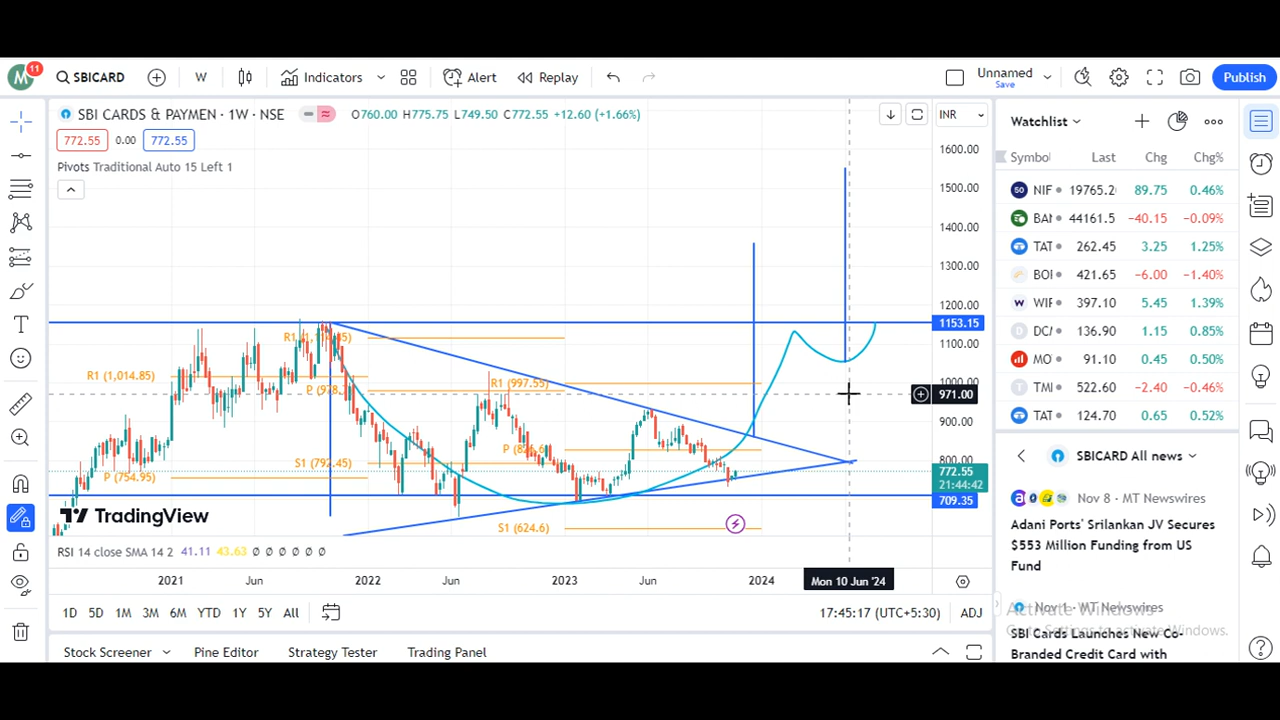 M 11 SBICARD W Indicators Alert Replay Unnamed Save Publish
SBI CARDS & PAYMEN · 1W · NSE O760.00 H775.75 L749.50 C772.55 +12.60 (+1.66%) INR
772.55 0.00 772.55
Pivots Traditional Auto 15 Left 1
1600.00
1500.00
1400.00
1300.00
1200.00
1153.15
1100.00
1000.00
971.00
900.00
800.00
772.55
21:44:42
709.35
R1 (1,014.85)
P (754.95)
S1 (792.45)
R1 (997.55)
S1 (624.6)
TradingView
RSI 14 close SMA 14 2 41.11 43.63 Ø Ø Ø Ø Ø Ø
2021 Jun 2022 Jun 2023 Jun 2024 Mon 10 Jun '24
1D 5D 1M 3M 6M YTD 1Y 5Y All 17:45:17 (UTC+5:30) ADJ
Stock Screener Pine Editor Strategy Tester Trading Panel
Watchlist
Symbol Last Chg Chg%
50 NIF 19765.2 89.75 0.46%
BAN 44161.5 −40.15 −0.09%
TAT 262.45 3.25 1.25%
BOI 421.65 −6.00 −1.40%
WIF 397.10 5.45 1.39%
DC 136.90 1.15 0.85%
MO 91.10 0.45 0.50%
TM 522.60 −2.40 −0.46%
TAT 124.70 0.65 0.52%
SBICARD All news
Nov 8 · MT Newswires
Adani Ports' Srilankan JV Secures
$553 Million Funding from US
Fund
Nov 1 · MT Newswires
SBI Cards Launches New Co-
Branded Credit Card with
Activate Windows
Go to Settings to activate Windows.